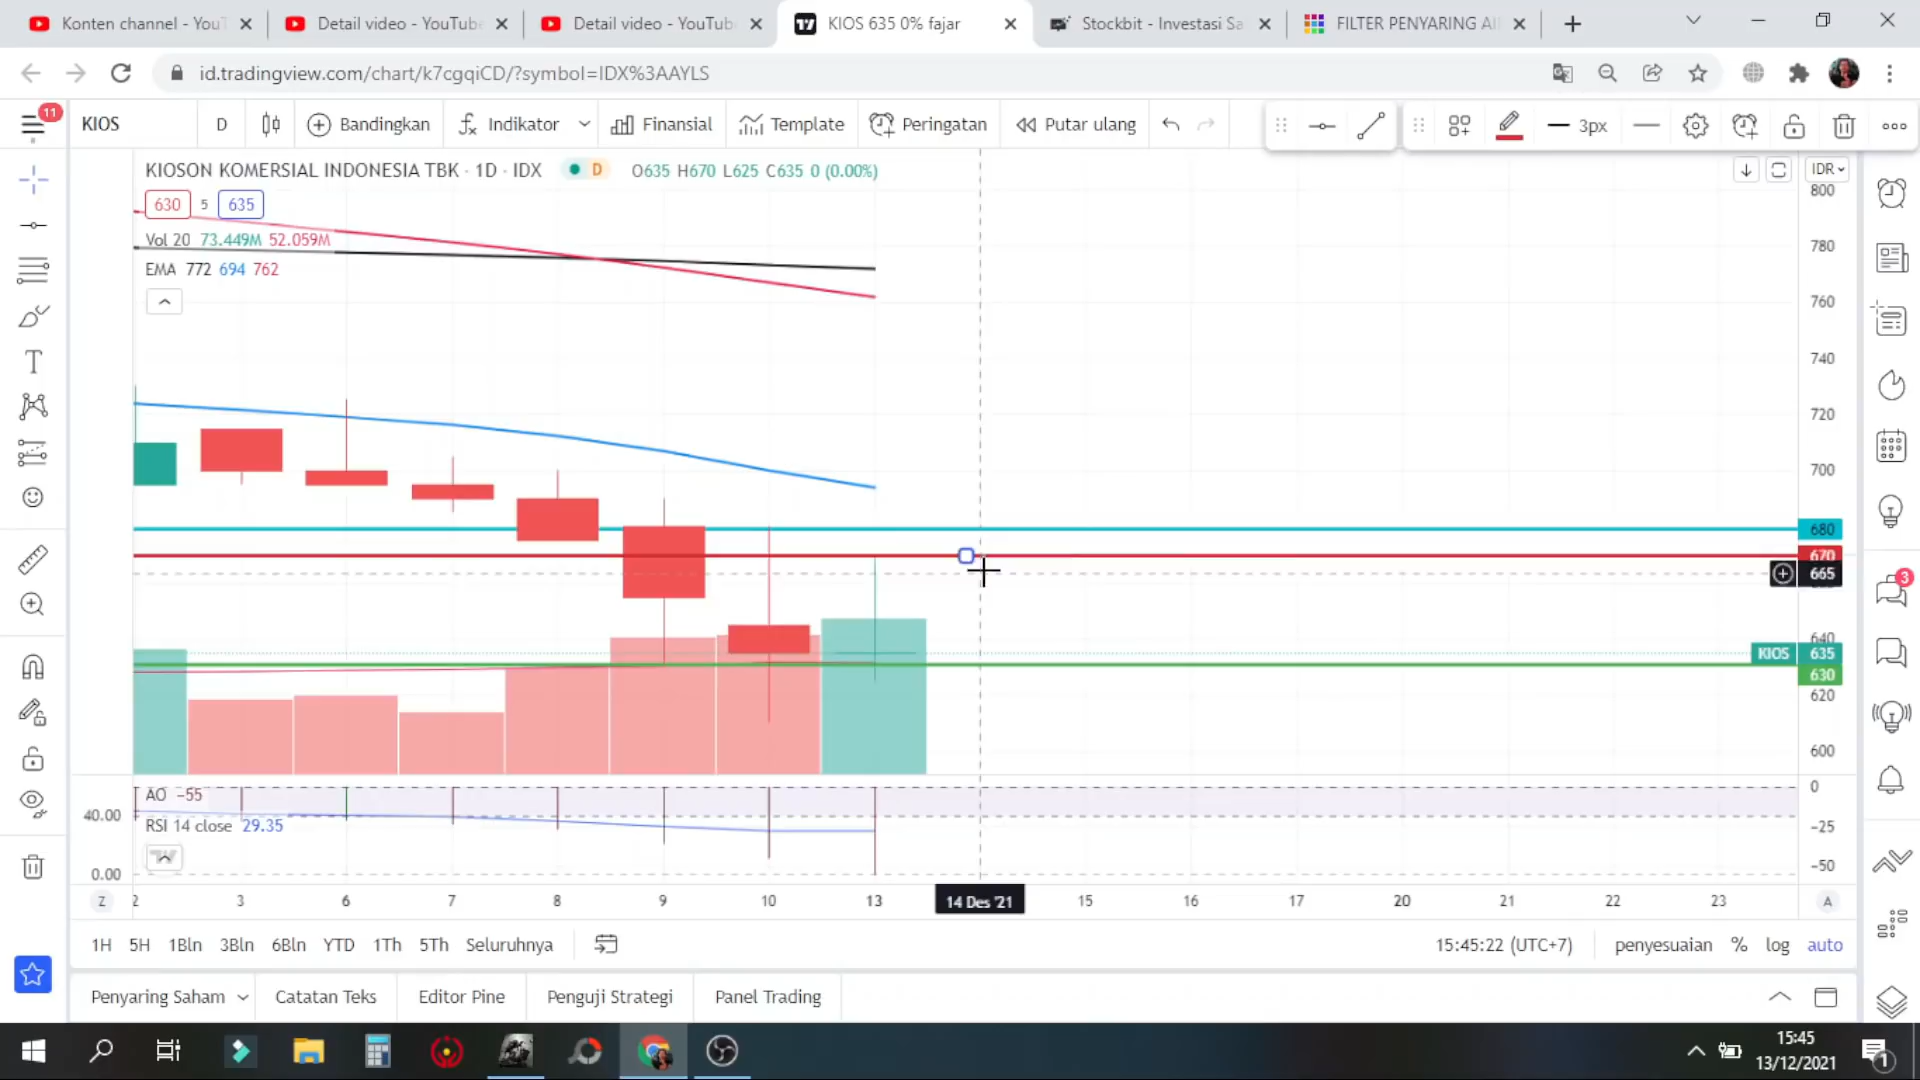 Konten channel - YouT
Detail video - YouTube
Detail video - YouTube
KIOS 635 0% fajar
Stockbit - Investasi Sa
FILTER PENYARING AI
id.tradingview.com/chart/k7cgqiCD/?symbol=IDX%3AAYLS
11
KIOS
D
Bandingkan
Indikator
Finansial
Template
Peringatan
Putar ulang
3px
KIOSON KOMERSIAL INDONESIA TBK · 1D · IDX
D
O635 H670 L625 C635 0 (0.00%)
IDR
630 5 635
Vol 20 73.449M 52.059M
EMA 772 694 762
800
780
760
740
720
700
680
670
665
640
KIOS 635
630
620
600
3
AO −55
0
40.00
RSI 14 close 29.35
−25
−50
0.00
Z 2 3 6 7 8 9 10 13 14 Des '21 15 16 17 20 21 22 23 A
1H 5H 1Bln 3Bln 6Bln YTD 1Th 5Th Seluruhnya
15:45:22 (UTC+7) penyesuaian % log auto
Penyaring Saham Catatan Teks Editor Pine Penguji Strategi Panel Trading
15:45
13/12/2021
1